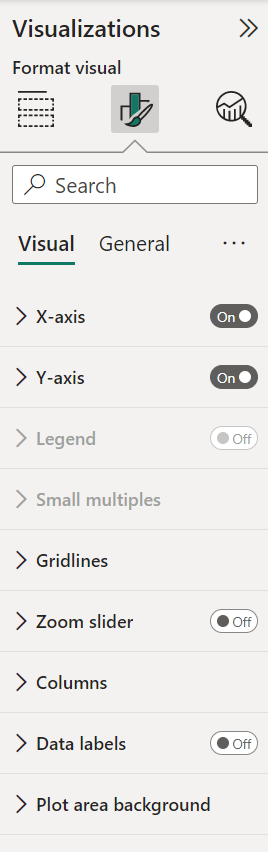 Visualizations
Format visual
Search
Visual General ...
X-axis On
Y-axis On
Legend Off
Small multiples
Gridlines
Zoom slider Off
Columns
Data labels Off
Plot area background